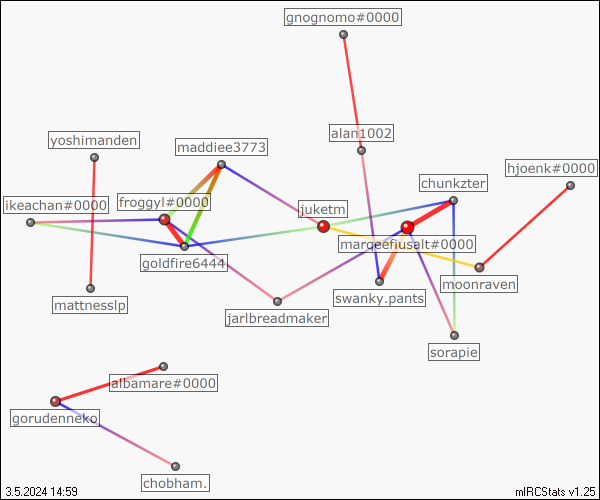 gnognomo#0000
alan1002
yoshimanden
maddiee3773
hjoenk#0000
chunkzter
froggyl#0000
ikeachan#0000
juketm
margeefiusalt#0000
goldfire6444
moonraven
swanky.pants
mattnesslp
jarlbreadmaker
sorapie
albamare#0000
gorudenneko
chobham.
3.5.2024 14:59
mIRCStats v1.25